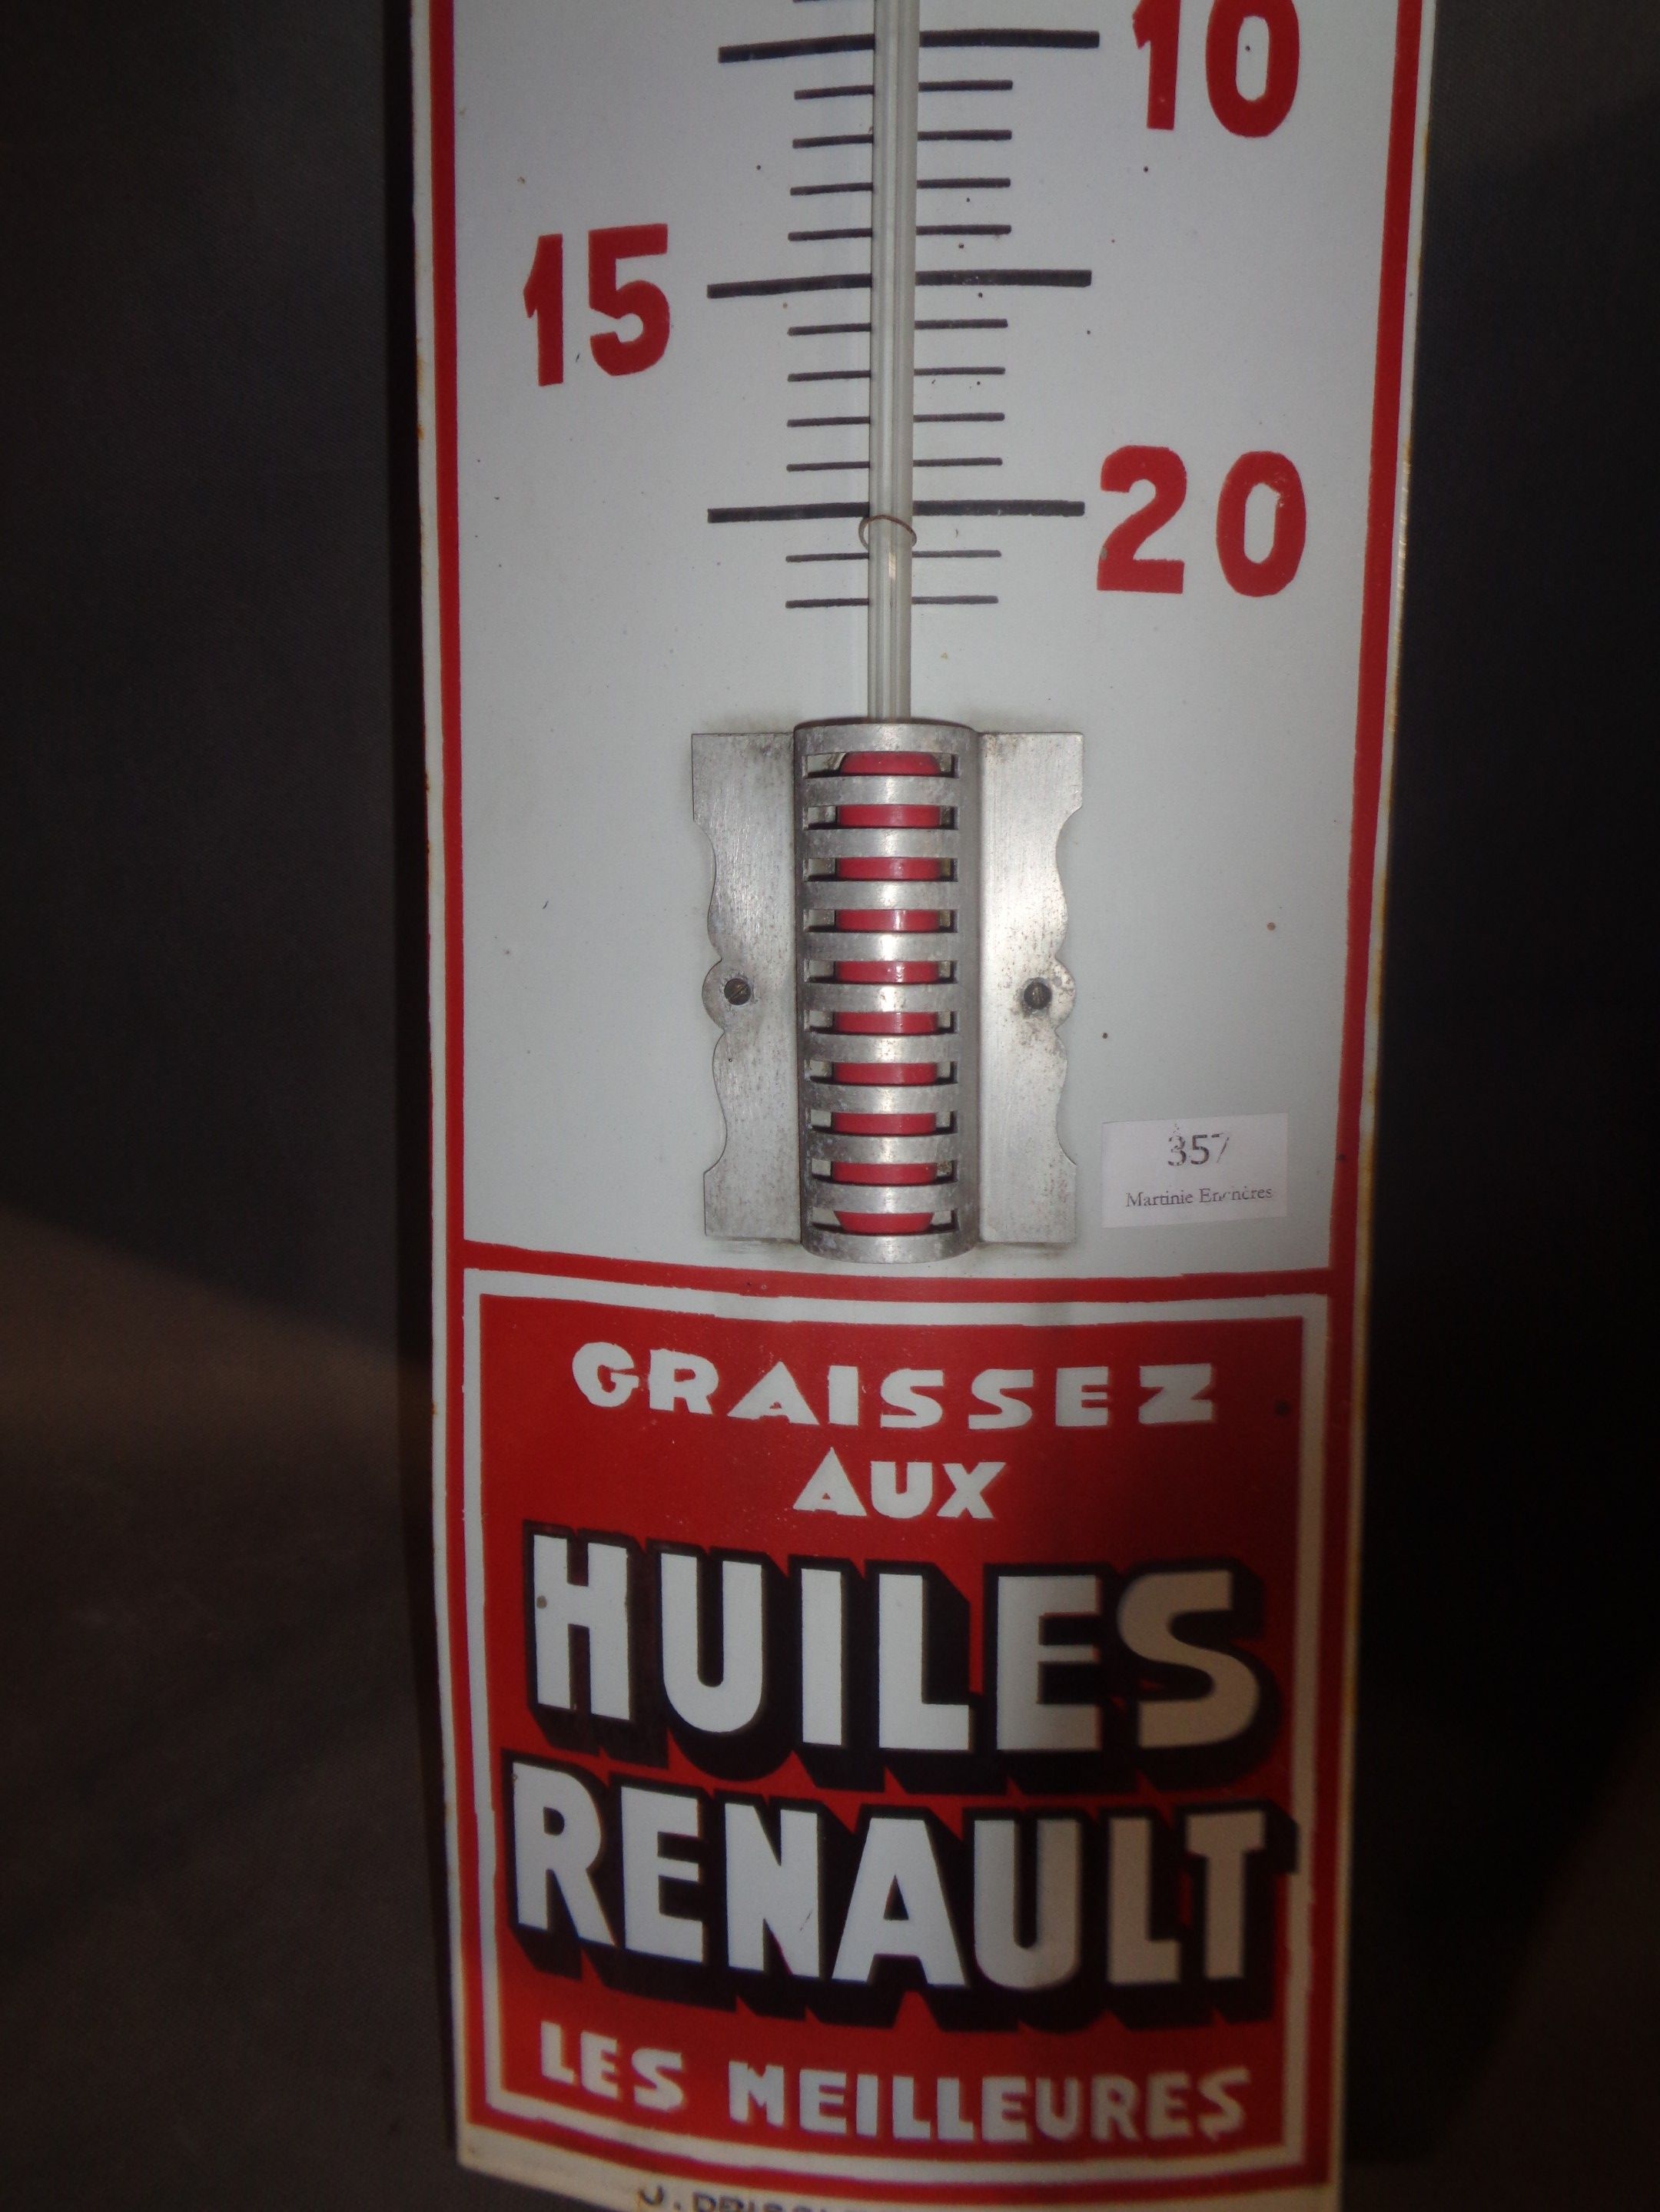 10
15
20
357
Martinie Enchères
GRAISSEZ
AUX
HUILES
RENAULT
LES MEILLEURES